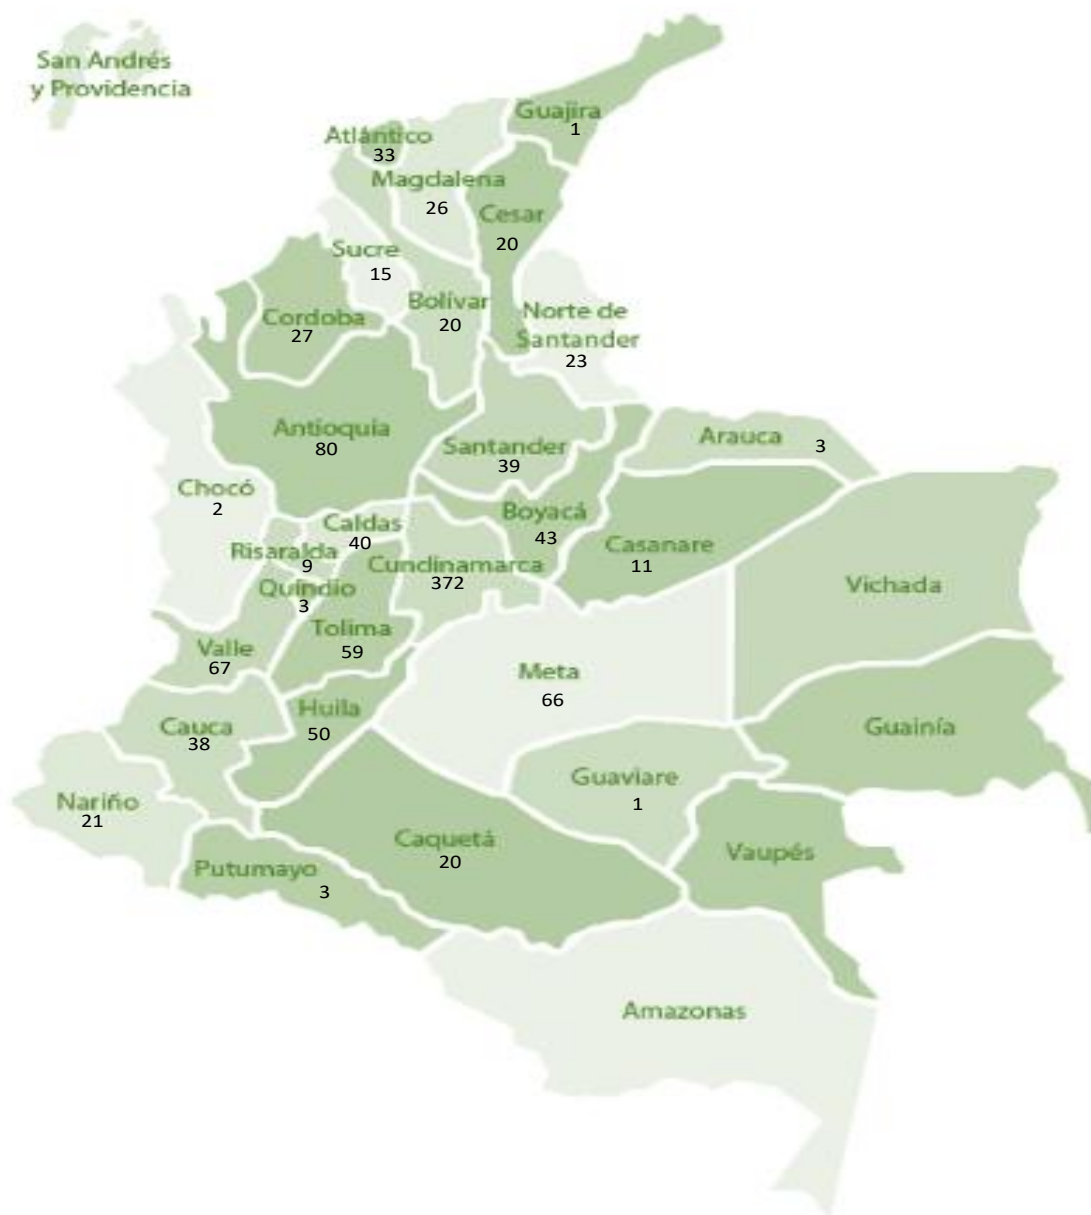 San Andrés
y Providencia
Guajira
1
Atlántico
33
Magdalena
26
Cesar
20
Sucre
15
Bolívar
20
Cordoba
27
Norte de
Santander
23
Antioquia
80
Santander
39
Arauca 3
Chocó
2
Boyacá
43
Caldas
40
Casanare
11
Risaralda
9
Cundinamarca
372
Quindio
3
Vichada
Tolima
59
Valle
67
Meta
66
Huila
50
Cauca
38
Guainía
Guaviare
1
Nariño
21
Caquetá
20
Vaupés
Putumayo 3
Amazonas